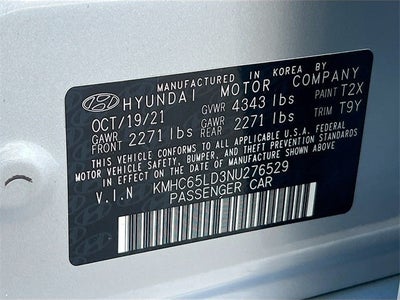 MANUFACTURED IN KOREA BY
HYUNDAI MOTOR COMPANY
OCT/19/21 GVWR 4343 lbs PAINT T2X
GAWR FRONT 2271 lbs GAWR REAR 2271 lbs TRIM T9Y
THIS VEHICLE CONFORMS TO ALL APPLICABLE U.S.A. FEDERAL
MOTOR VEHICLE SAFETY, BUMPER, AND THEFT PREVENTION STANDARDS
IN EFFECT ON THE DATE OF MANUFACTURE SHOWN ABOVE.
V.I.N KMHC65LD3NU276529
PASSENGER CAR